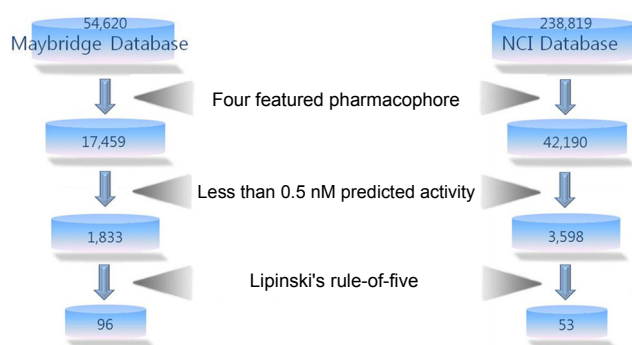 54,620
Maybridge Database
238,819
NCI Database
Four featured pharmacophore
17,459
42,190
Less than 0.5 nM predicted activity
1,833
3,598
Lipinski's rule-of-five
96
53